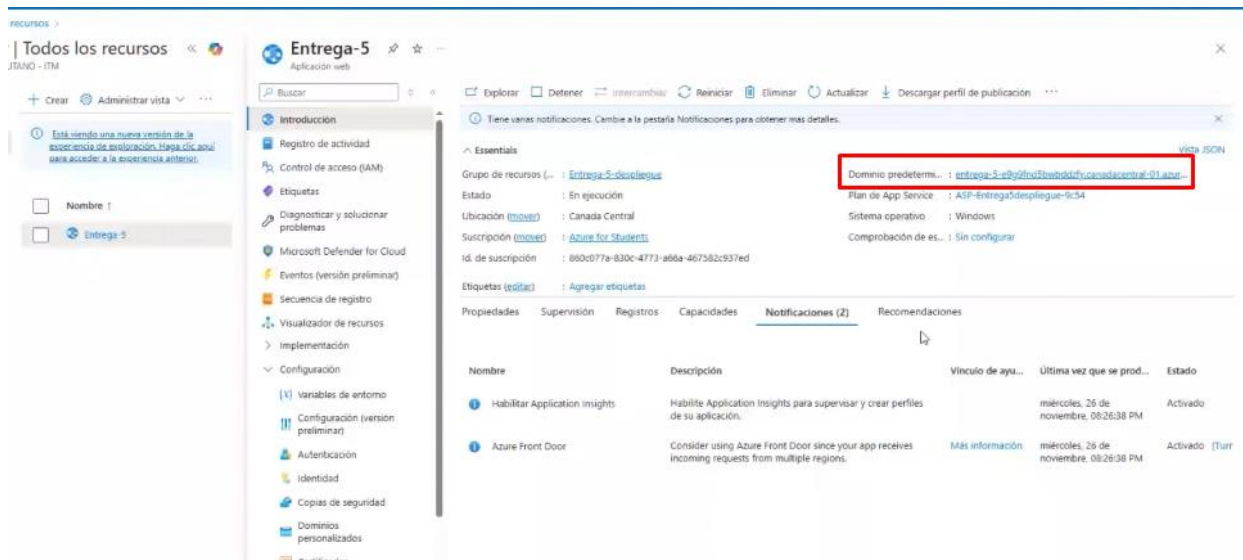 recursos >
| Todos los recursos «
JTANO - ITM
+ Crear Administrar vista ···
Está viendo una nueva versión de la
experiencia de exploración. Haga clic aquí
para acceder a la experiencia anterior.
Nombre ↑
Entrega-5
Entrega-5
Aplicación web
Buscar
Introducción
Registro de actividad
Control de acceso (IAM)
Etiquetas
Diagnosticar y solucionar
problemas
Microsoft Defender for Cloud
Eventos (versión preliminar)
Secuencia de registro
Visualizador de recursos
Implementación
Configuración
Variables de entorno
Configuración (versión
preliminar)
Autenticación
Identidad
Copias de seguridad
Dominios
personalizados
Explorar Detener Intercambiar Reiniciar Eliminar Actualizar Descargar perfil de publicación ···
Tiene varias notificaciones. Cambie a la pestaña Notificaciones para obtener más detalles.
Essentials Vista JSON
Grupo de recursos (... : Entrega-5-despliegue
Estado : En ejecución
Ubicación (mover) : Canada Central
Suscripción (mover) : Azure for Students
Id. de suscripción : 860c077a-830c-4773-a66a-467582c937ed
Dominio predetermi... : entrega-5-e9g9fnd5bwbddzfy.canadacentral-01.azur...
Plan de App Service : ASP-Entrega5despliegue-9c54
Sistema operativo : Windows
Comprobación de es... : Sin configurar
Etiquetas (editar) : Agregar etiquetas
Propiedades Supervisión Registros Capacidades Notificaciones (2) Recomendaciones
Nombre Descripción Vínculo de ayu... Última vez que se prod... Estado
Habilitar Application Insights Habilite Application Insights para supervisar y crear perfiles de su aplicación. miércoles, 26 de noviembre, 08:26:38 PM Activado
Azure Front Door Consider using Azure Front Door since your app receives incoming requests from multiple regions. Más información miércoles, 26 de noviembre, 08:26:38 PM Activado (Turr